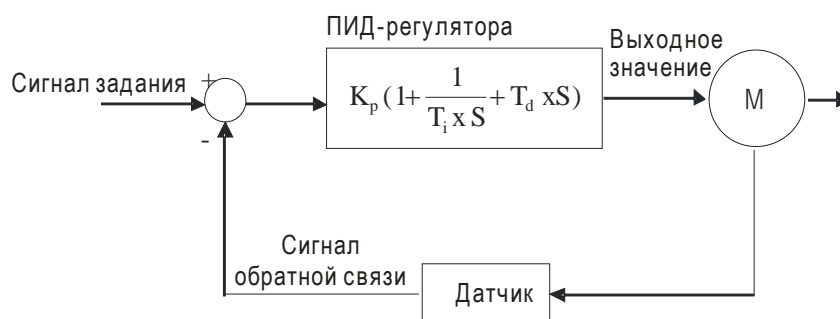 ПИД-регулятора
Выходное
значение
Сигнал задания
+
-
K_p (1+ 1/(T_i x S) + T_d xS)
М
Сигнал
обратной связи
Датчик